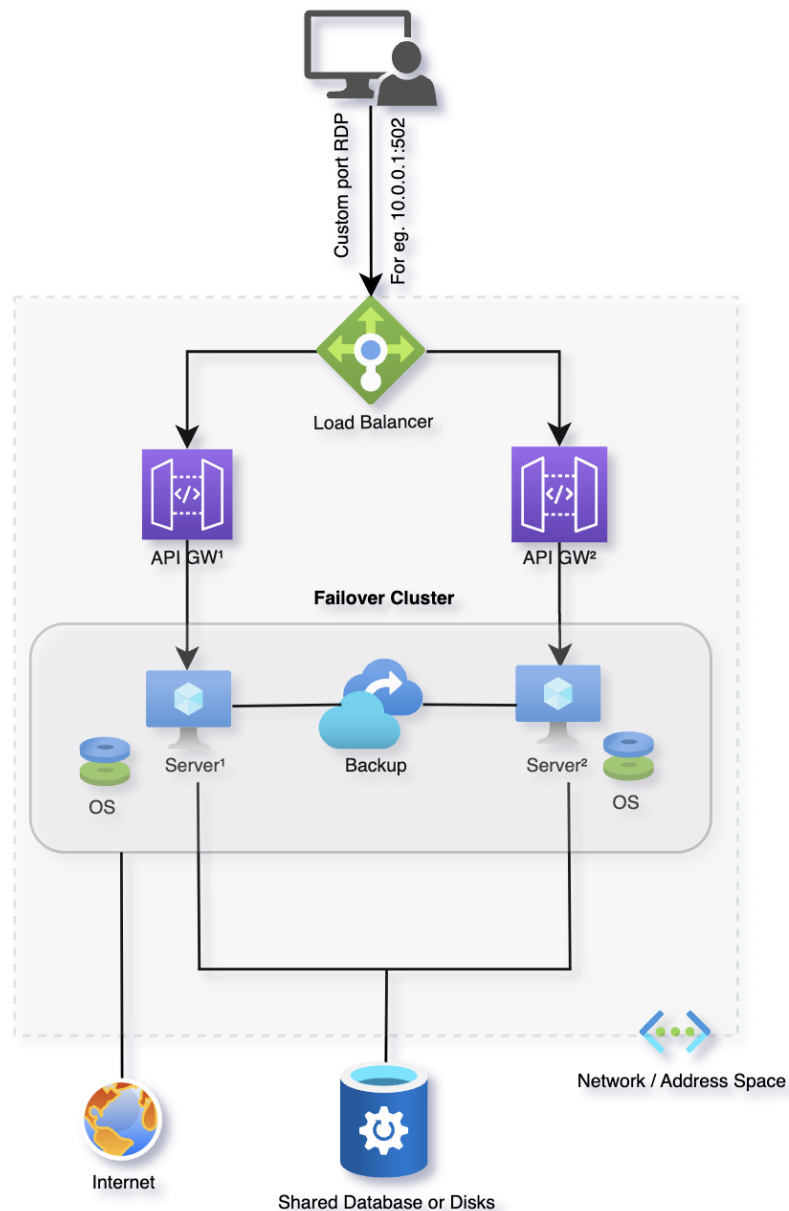 Custom port RDP
For eg. 10.0.0.1:502
Load Balancer
API GW¹
API GW²
Failover Cluster
Server¹
Backup
Server²
OS
OS
Network / Address Space
Internet
Shared Database or Disks